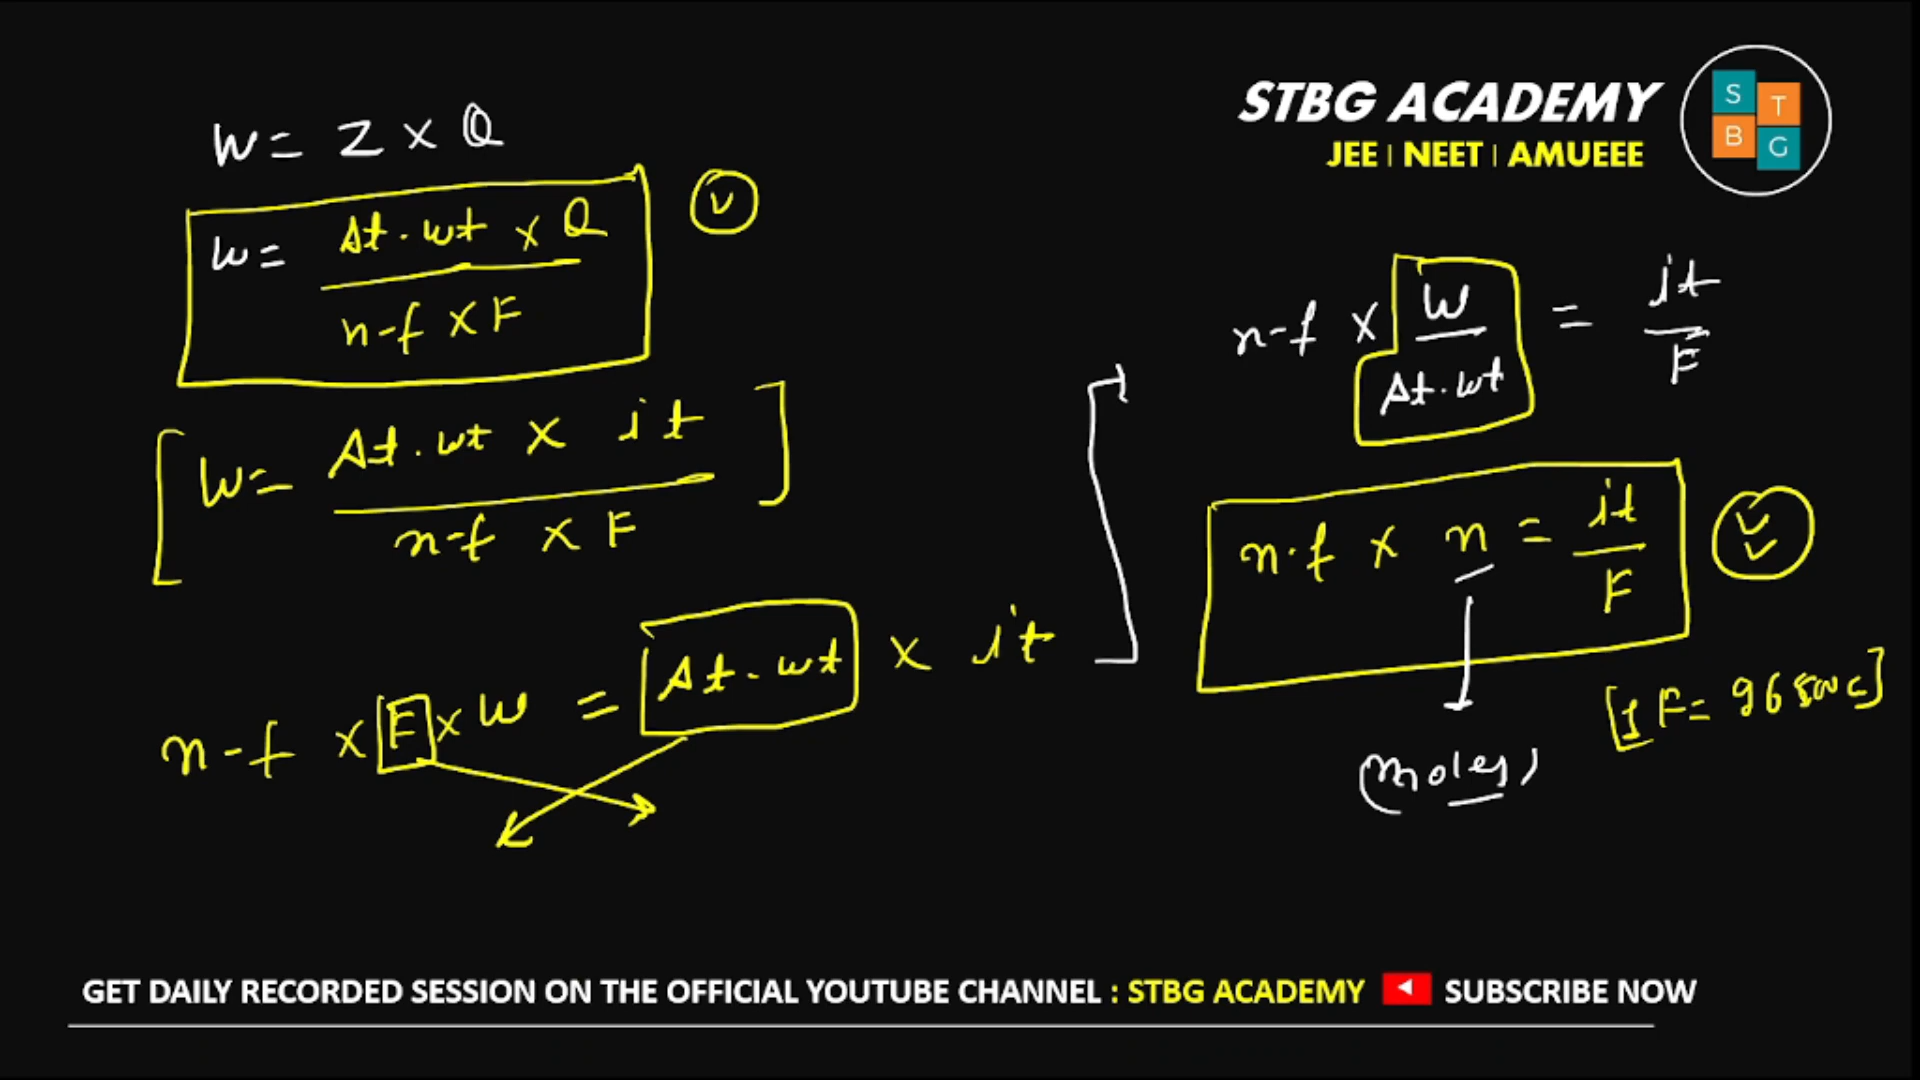 STBG ACADEMY
JEE | NEET | AMUEEE
S T
B G
W = Z × Q
W = At.wt × Q / n-f × F
[W = At.wt × it / n-f × F]
n-f × F × W = At.wt × it
n-f × W / At.wt = it / F
n.f × n = it / F
(moles)
[1 F = 96500 C]
GET DAILY RECORDED SESSION ON THE OFFICIAL YOUTUBE CHANNEL : STBG ACADEMY SUBSCRIBE NOW